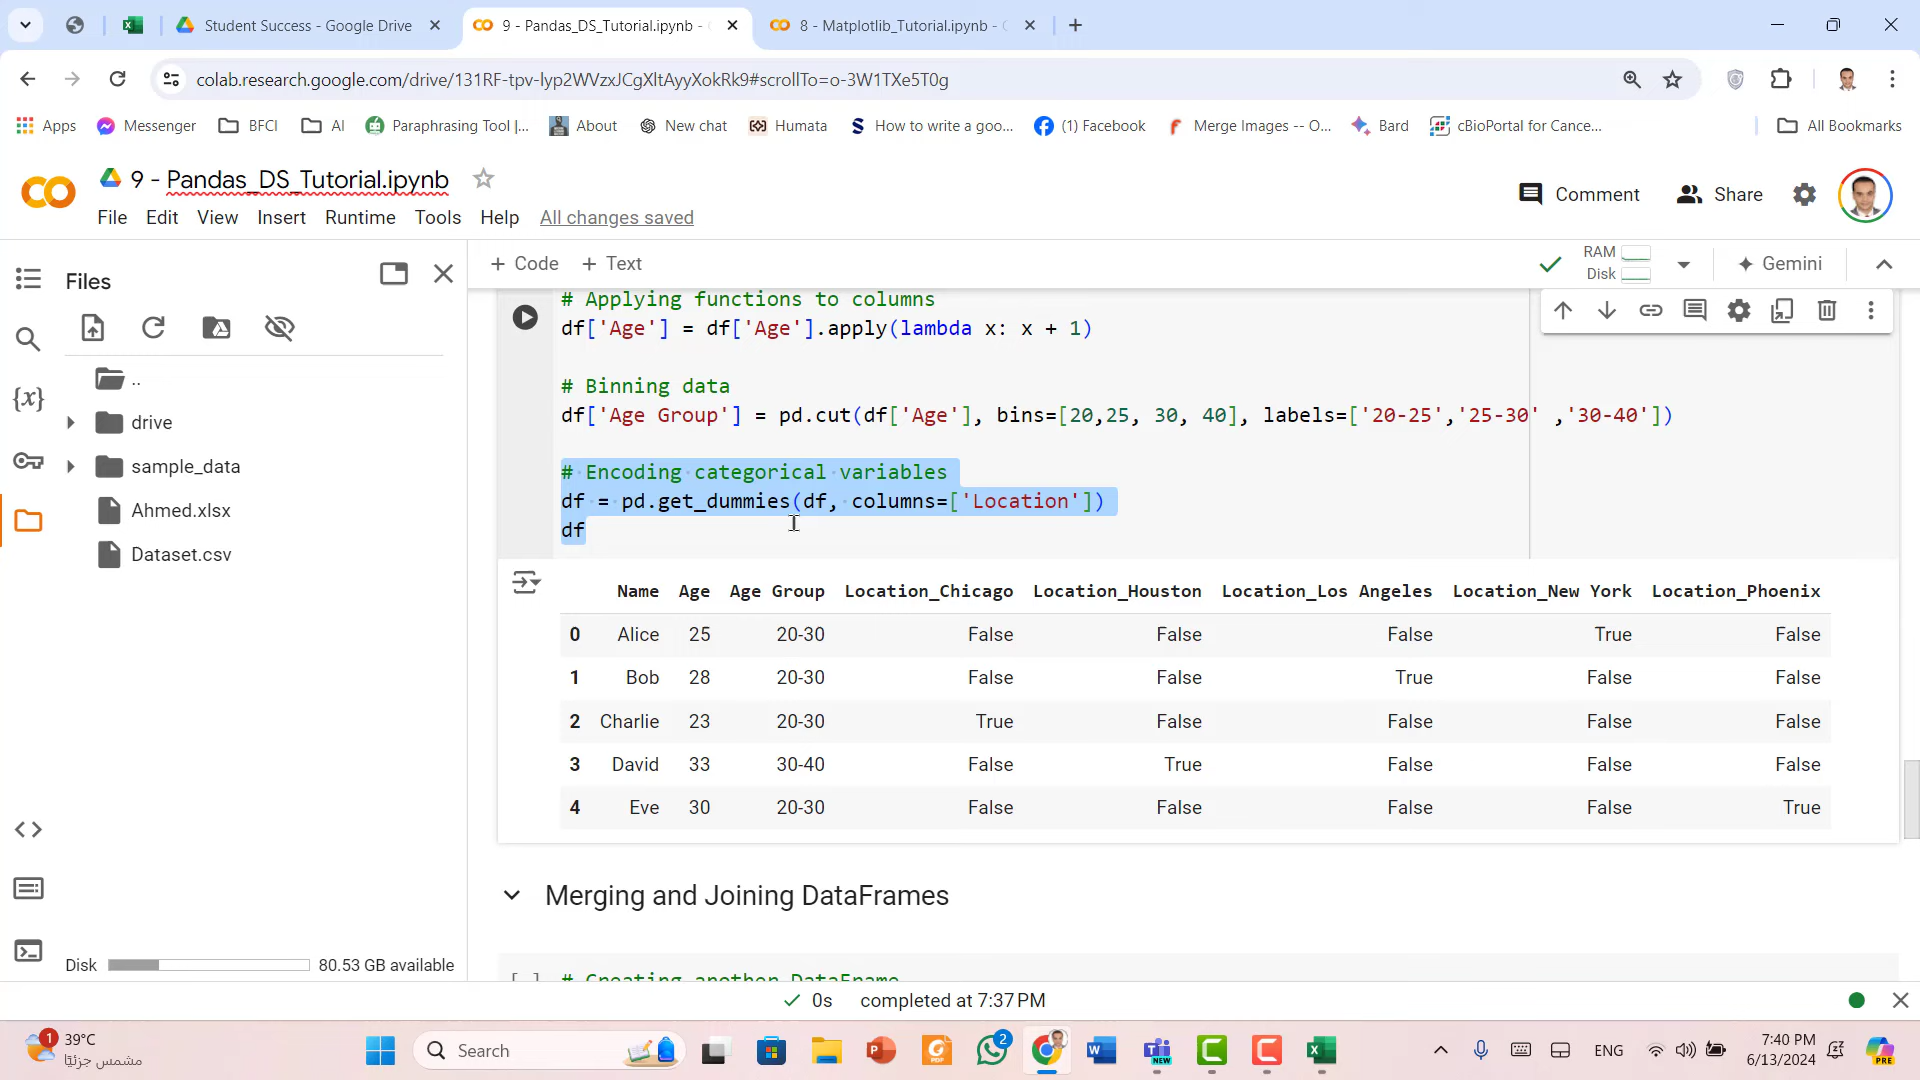 Student Success - Google Drive
9 - Pandas_DS_Tutorial.ipynb -
8 - Matplotlib_Tutorial.ipynb -
colab.research.google.com/drive/131RF-tpv-lyp2WVzxJCgXltAyyXokRk9#scrollTo=o-3W1TXe5T0g
Apps
Messenger
BFCI
AI
Paraphrasing Tool |...
About
New chat
Humata
How to write a goo...
(1) Facebook
Merge Images -- O...
Bard
cBioPortal for Cance...
All Bookmarks
9 - Pandas_DS_Tutorial.ipynb
Comment
Share
File Edit View Insert Runtime Tools Help All changes saved
Files
+ Code + Text
RAM
Disk
Gemini
..
drive
sample_data
Ahmed.xlsx
Dataset.csv
{x}
# Applying functions to columns
df['Age'] = df['Age'].apply(lambda x: x + 1)
# Binning data
df['Age Group'] = pd.cut(df['Age'], bins=[20,25, 30, 40], labels=['20-25','25-30' ,'30-40'])
# Encoding categorical variables
df = pd.get_dummies(df, columns=['Location'])
df
Name Age Age Group Location_Chicago Location_Houston Location_Los Angeles Location_New York Location_Phoenix
0 Alice 25 20-30 False False False True False
1 Bob 28 20-30 False False True False False
2 Charlie 23 20-30 True False False False False
3 David 33 30-40 False True False False False
4 Eve 30 20-30 False False False False True
Merging and Joining DataFrames
[ ] # Creating another DataFrame
Disk 80.53 GB available
0s completed at 7:37 PM
1
39°C
مشمس جزئيًا
Search
2
NEW
ENG
7:40 PM
6/13/2024
PRE